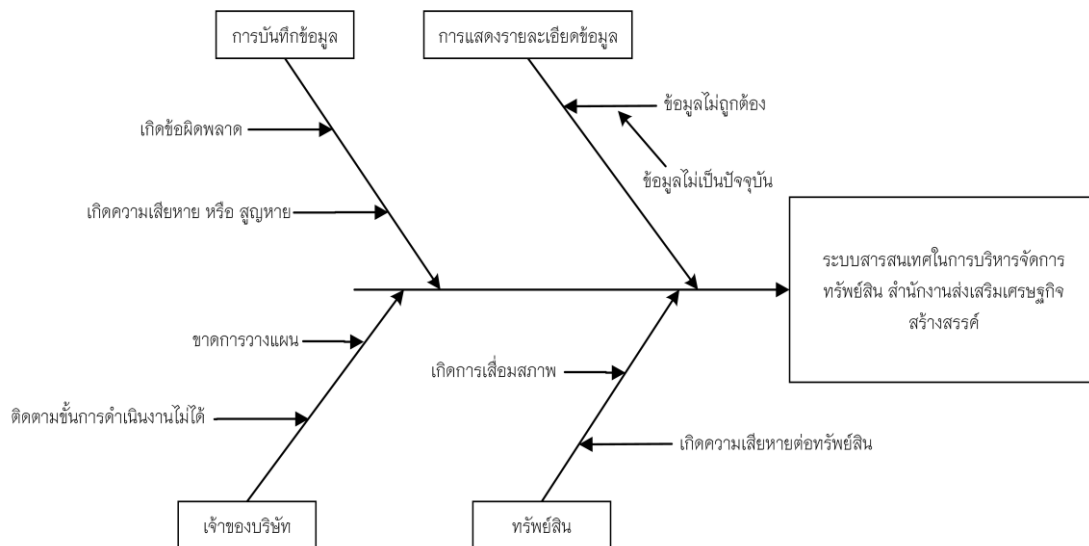 การบันทึกข้อมูล
การแสดงรายละเอียดข้อมูล
ข้อมูลไม่ถูกต้อง
เกิดข้อผิดพลาด
ข้อมูลไม่เป็นปัจจุบัน
เกิดความเสียหาย หรือ สูญหาย
ระบบสารสนเทศในการบริหารจัดการ
ทรัพย์สิน สำนักงานส่งเสริมเศรษฐกิจ
สร้างสรรค์
ขาดการวางแผน
เกิดการเสื่อมสภาพ
ติดตามขั้นการดำเนินงานไม่ได้
เกิดความเสียหายต่อทรัพย์สิน
เจ้าของบริษัท
ทรัพย์สิน